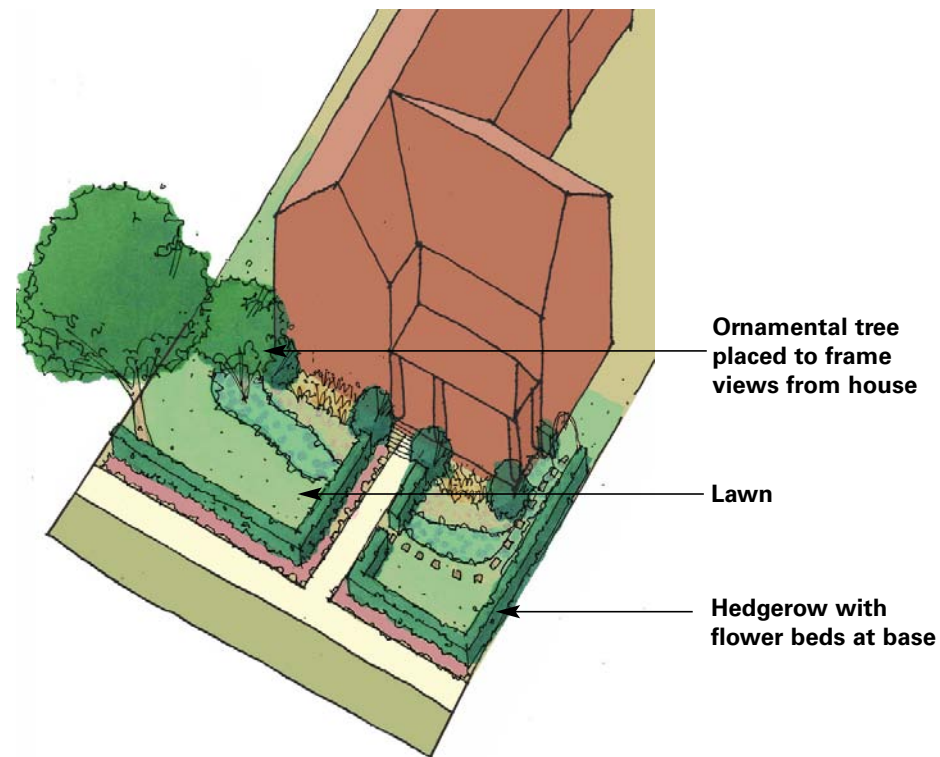 Ornamental tree
placed to frame
views from house
Lawn
Hedgerow with
flower beds at base